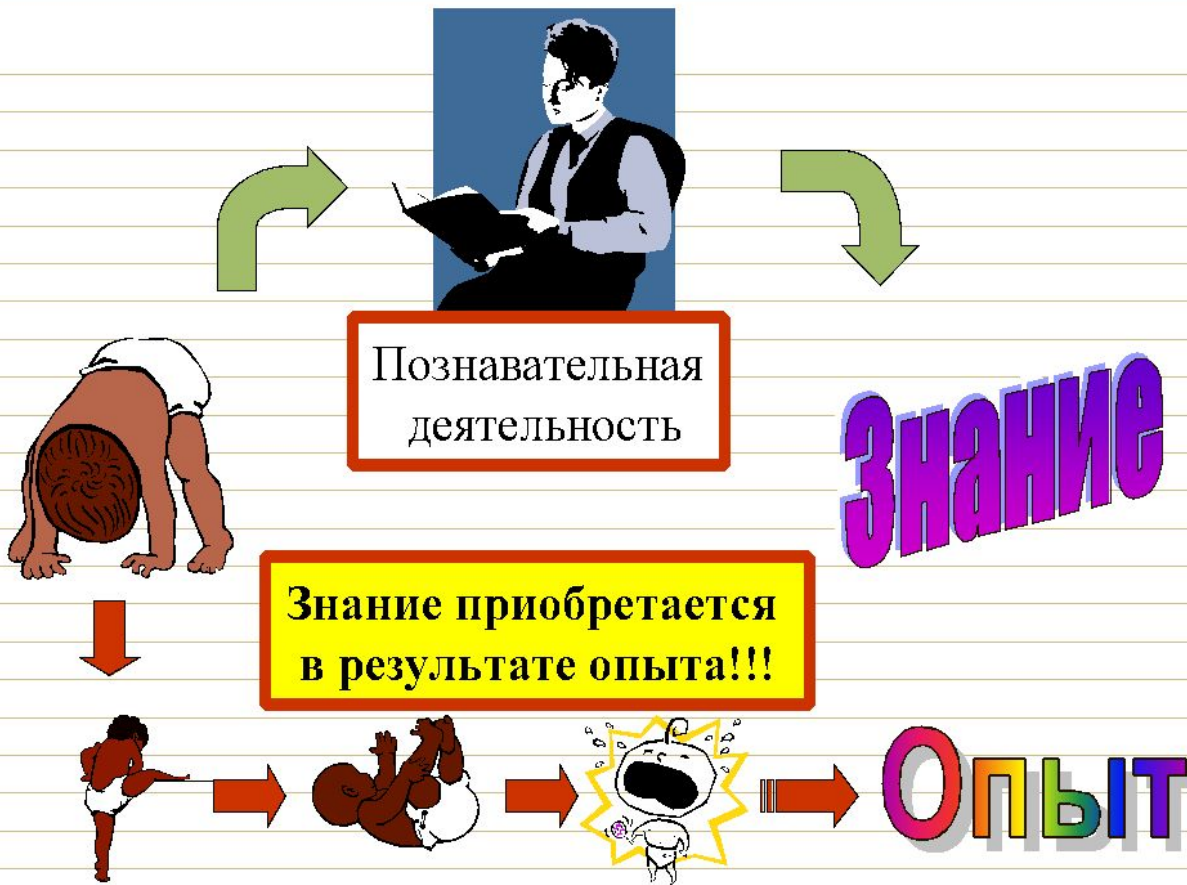 Познавательная
деятельность
Знание
Знание приобретается
в результате опыта!!!
Опыт